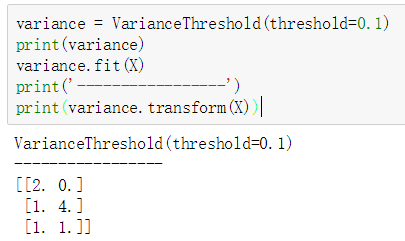 variance = VarianceThreshold(threshold=0.1)
print(variance)
variance.fit(X)
print('-----------------')
print(variance.transform(X))
VarianceThreshold(threshold=0.1)
-----------------
[[2. 0.]
 [1. 4.]
 [1. 1.]]